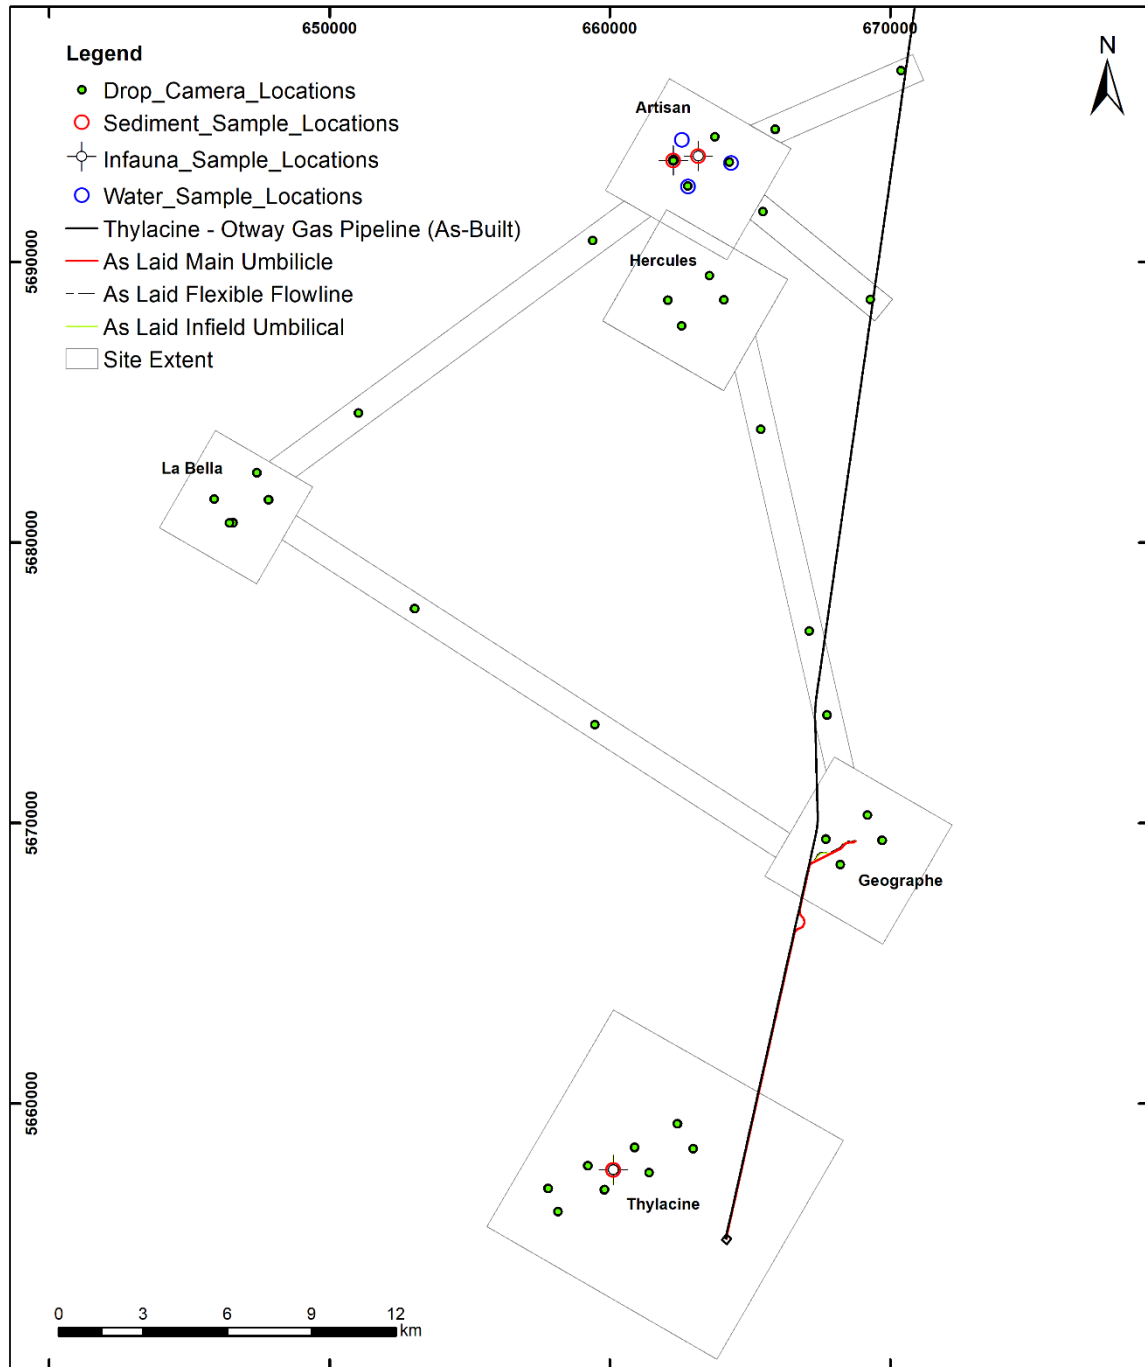 650000
660000
670000
Legend
N
Drop_Camera_Locations
Artisan
Sediment_Sample_Locations
Infauna_Sample_Locations
Water_Sample_Locations
Thylacine - Otway Gas Pipeline (As-Built)
As Laid Main Umbilicle
Hercules
5690000
As Laid Flexible Flowline
As Laid Infield Umbilical
Site Extent
La Bella
5680000
5670000
Geographe
5660000
Thylacine
0 3 6 9 12
km